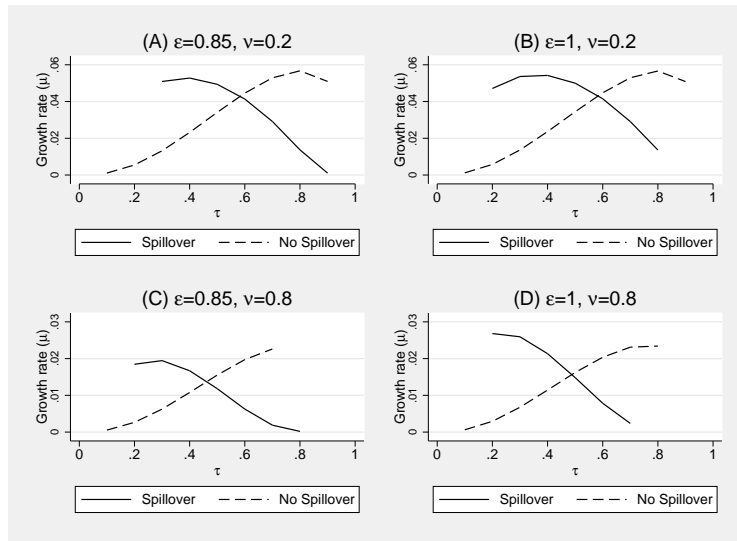 (A) ε=0.85, ν=0.2
Growth rate (μ)
0 .02 .04 .06
0 .2 .4 .6 .8 1
τ
Spillover No Spillover
(B) ε=1, ν=0.2
Growth rate (μ)
0 .02 .04 .06
0 .2 .4 .6 .8 1
τ
Spillover No Spillover
(C) ε=0.85, ν=0.8
Growth rate (μ)
0 .01 .02 .03
0 .2 .4 .6 .8 1
τ
Spillover No Spillover
(D) ε=1, ν=0.8
Growth rate (μ)
0 .01 .02 .03
0 .2 .4 .6 .8 1
τ
Spillover No Spillover